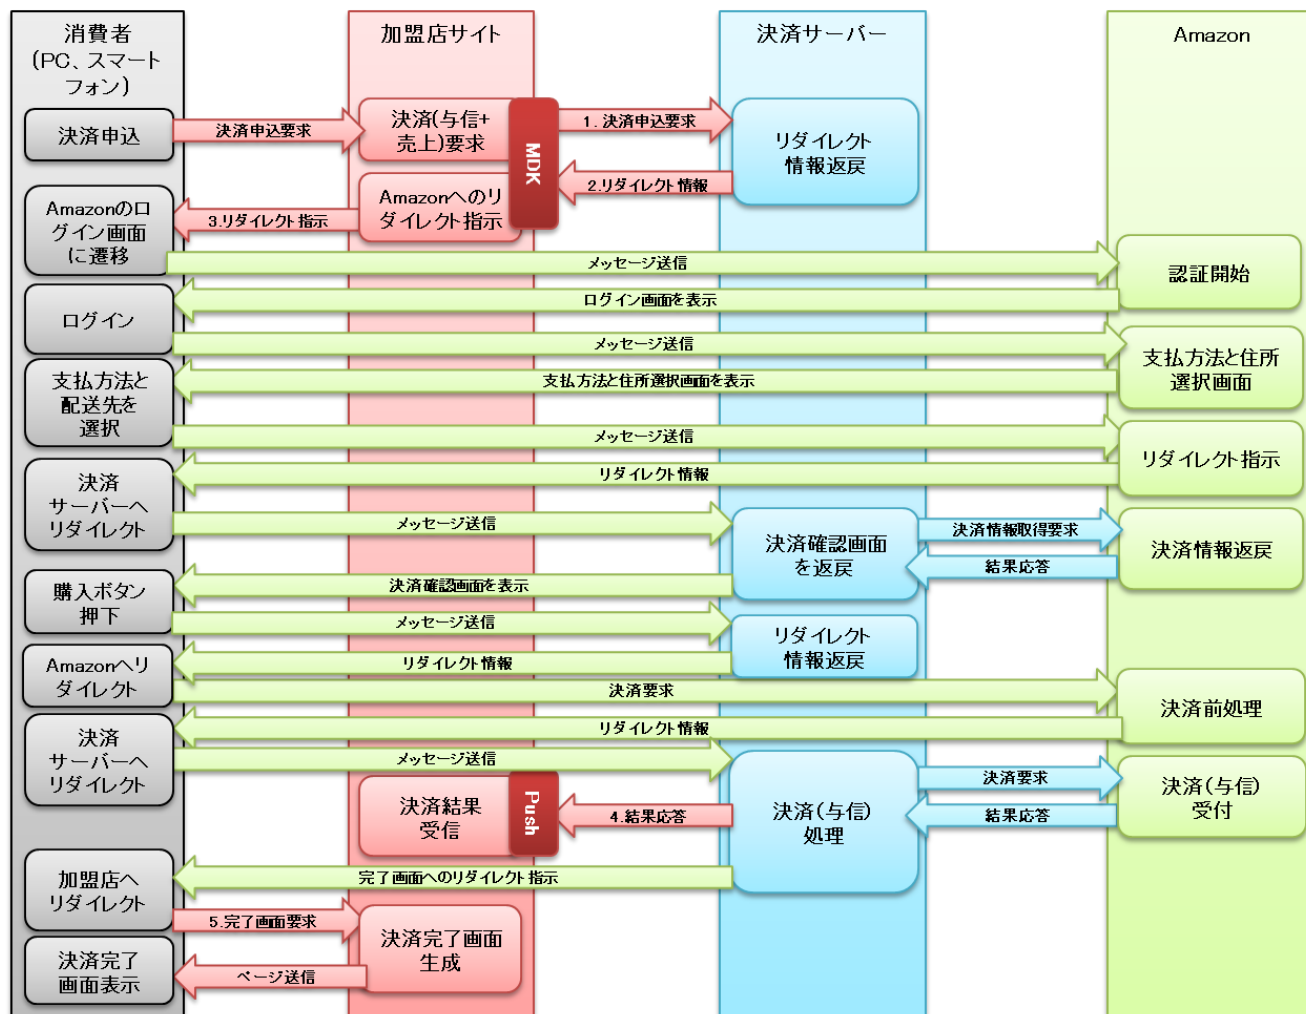 消費者
(PC、スマート
フォン)
加盟店サイト
決済サーバー
Amazon
決済申込
決済申込要求
決済(与信+
売上)要求
MDK
1. 決済申込要求
リダイレクト
情報返戻
2.リダイレクト情報
Amazonへのリ
ダイレクト指示
3.リダイレクト指示
Amazonのロ
グイン画面
に遷移
メッセージ送信
認証開始
ログイン画面を表示
ログイン
メッセージ送信
支払方法と住所
選択画面
支払方法と住所選択画面を表示
支払方法と
配送先を
選択
メッセージ送信
リダイレクト指示
リダイレクト情報
決済
サーバーへ
リダイレクト
メッセージ送信
決済確認画面
を返戻
決済情報取得要求
決済情報返戻
結果応答
決済確認画面を表示
購入ボタン
押下
メッセージ送信
リダイレクト
情報返戻
リダイレクト情報
Amazonへリ
ダイレクト
決済要求
決済前処理
リダイレクト情報
決済
サーバーへ
リダイレクト
メッセージ送信
決済(与信)
処理
決済要求
決済(与信)
受付
結果応答
4.結果応答
Push
決済結果
受信
完了画面へのリダイレクト指示
加盟店へ
リダイレクト
5.完了画面要求
決済完了画面
生成
ページ送信
決済完了
画面表示